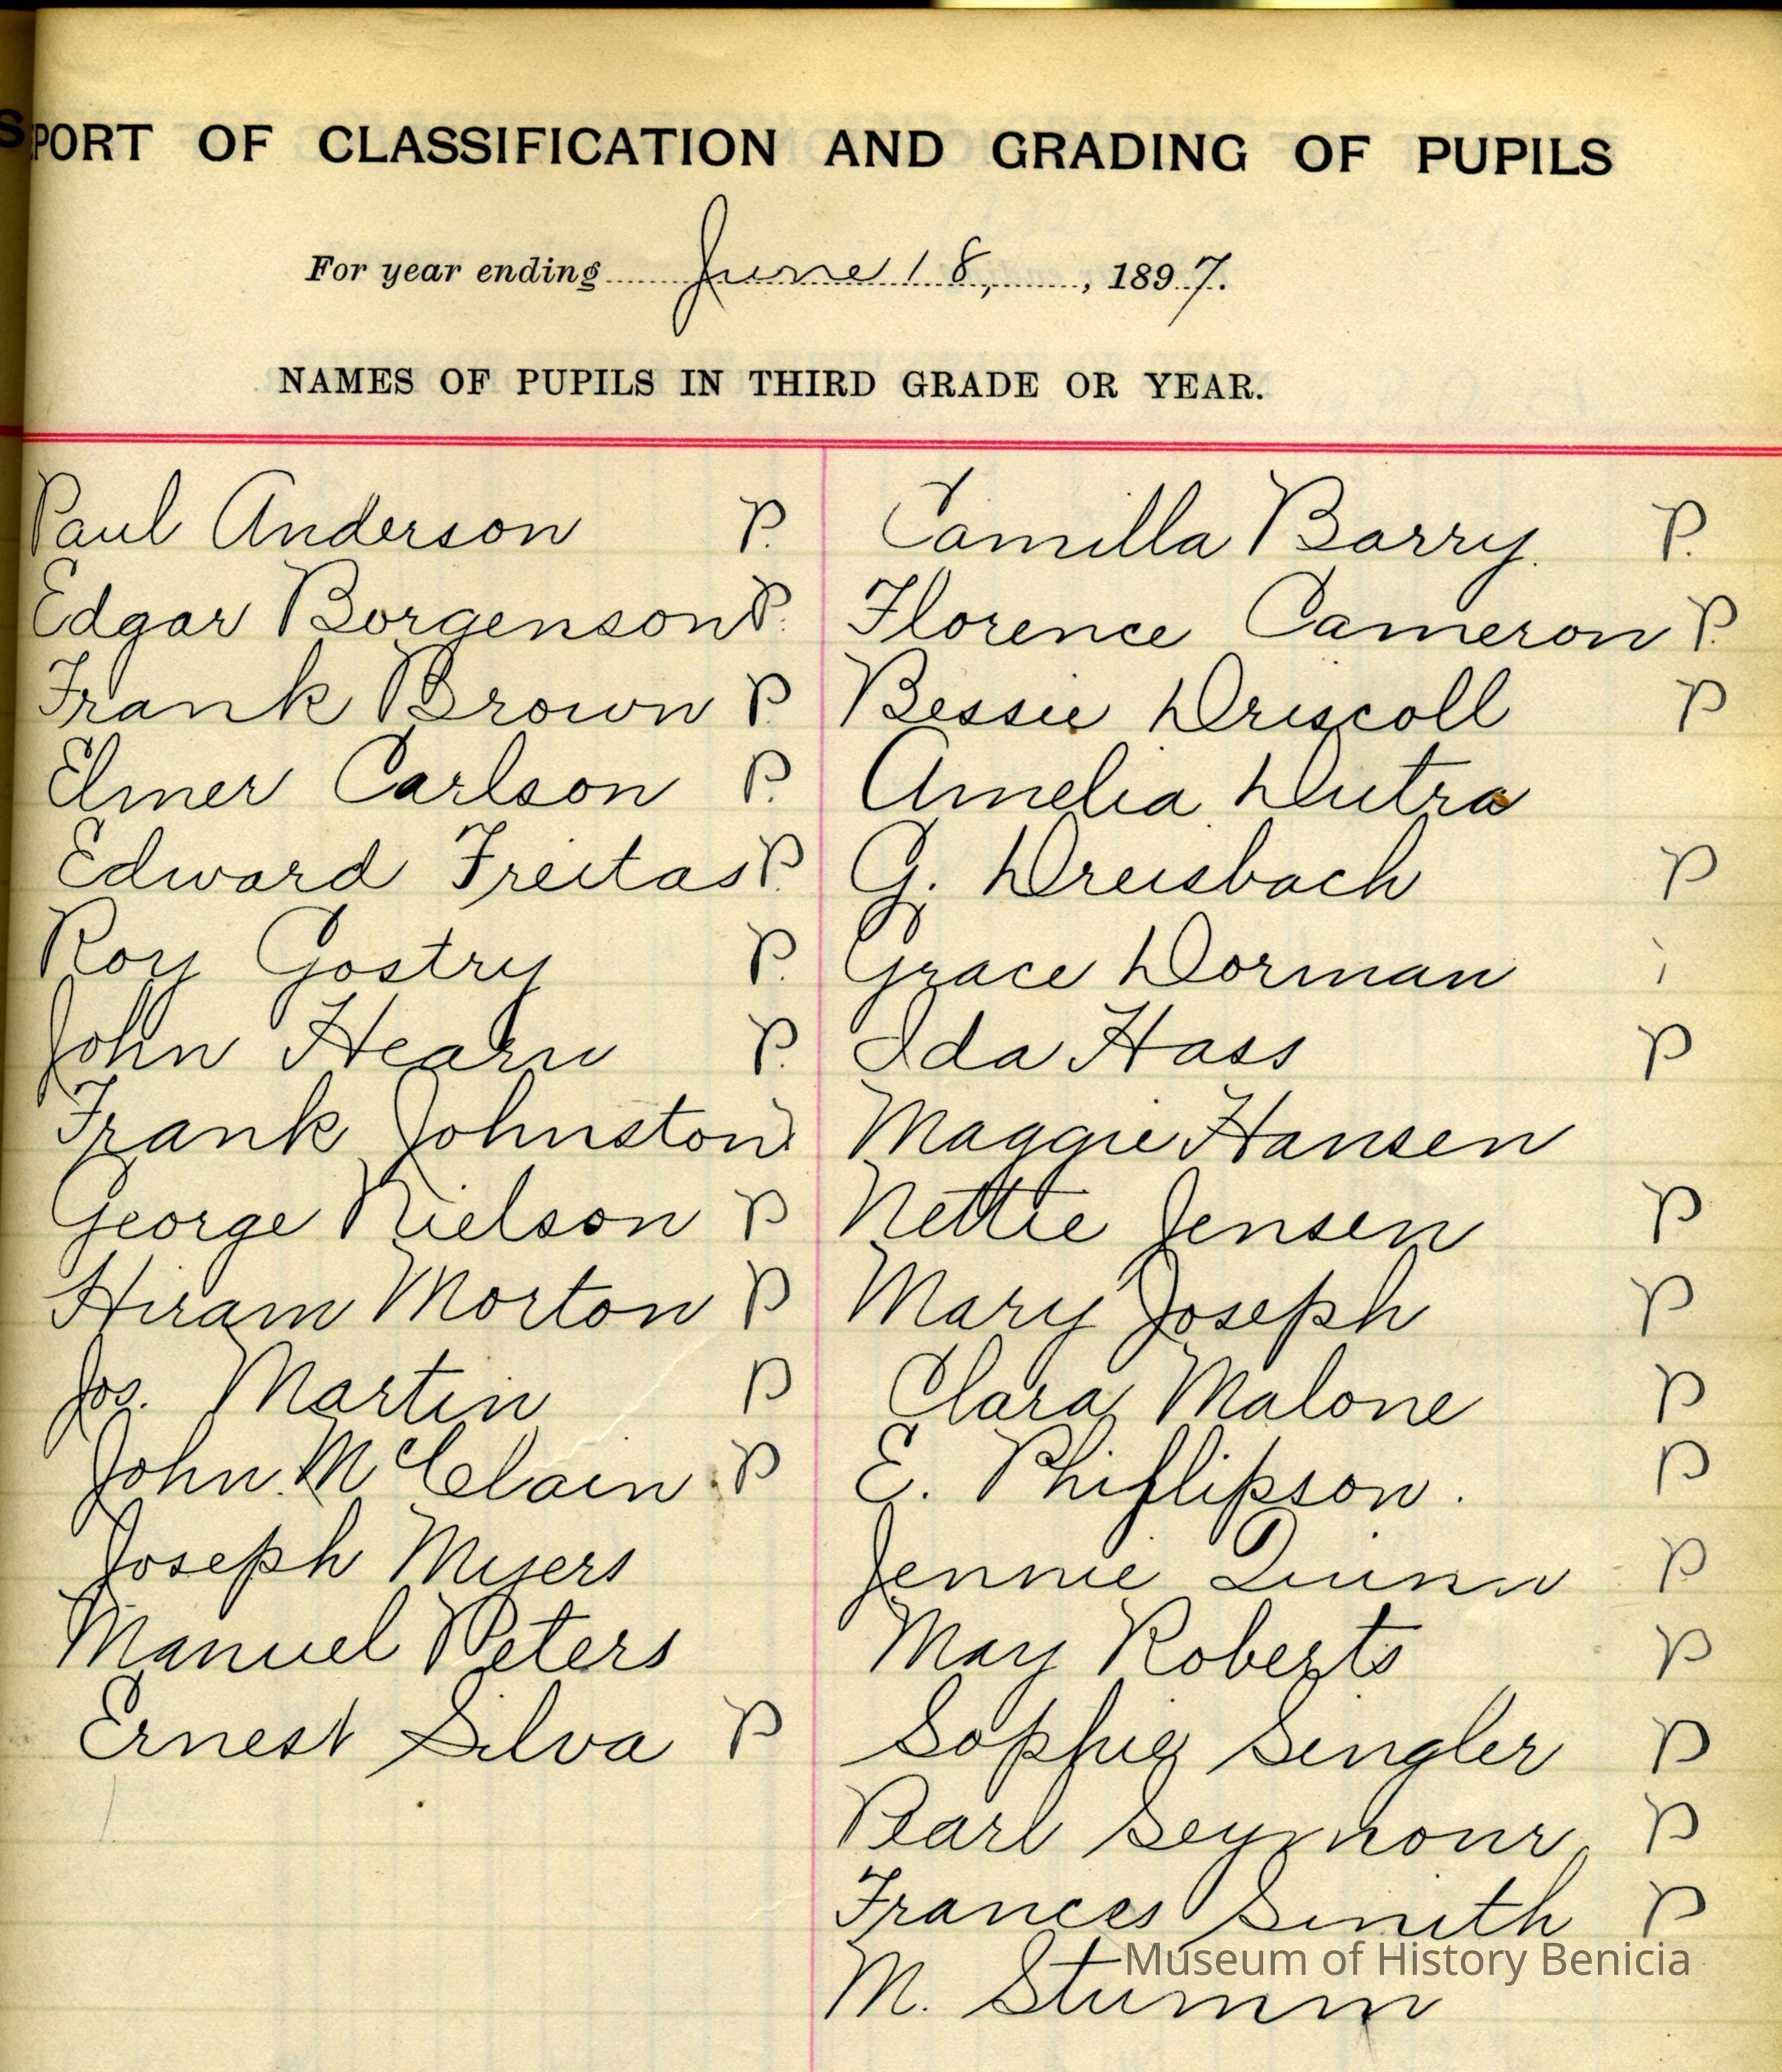 PORT OF CLASSIFICATION AND GRADING OF PUPILS
For year ending June 18, 1897.
NAMES OF PUPILS IN THIRD GRADE OR YEAR.
Paul Anderson P.
Edgar Borgenson P.
Frank Brown P.
Elmer Carlson P.
Edward Freitas P.
Roy Gostry P.
John Hearn P.
Frank Johnston
George Nielson P
Hiram Morton P
Jos. Martin P
John McClain P
Joseph Myers
Manuel Peters
Ernest Silva P
Camilla Barry. P.
Florence Cameron P.
Bessie Driscoll P
Amelia Dutra
G. Dreisbach P
Grace Dorman
Ida Hass P
Maggie Hansen
Nettie Jensen P
Mary Joseph P
Clara Malone P
E. Phillipson. P
Jennie Quinn P
May Roberts P
Sophie Singler P
Pearl Seymour, P
Frances Smith P
M. Stumm
Museum of History Benicia